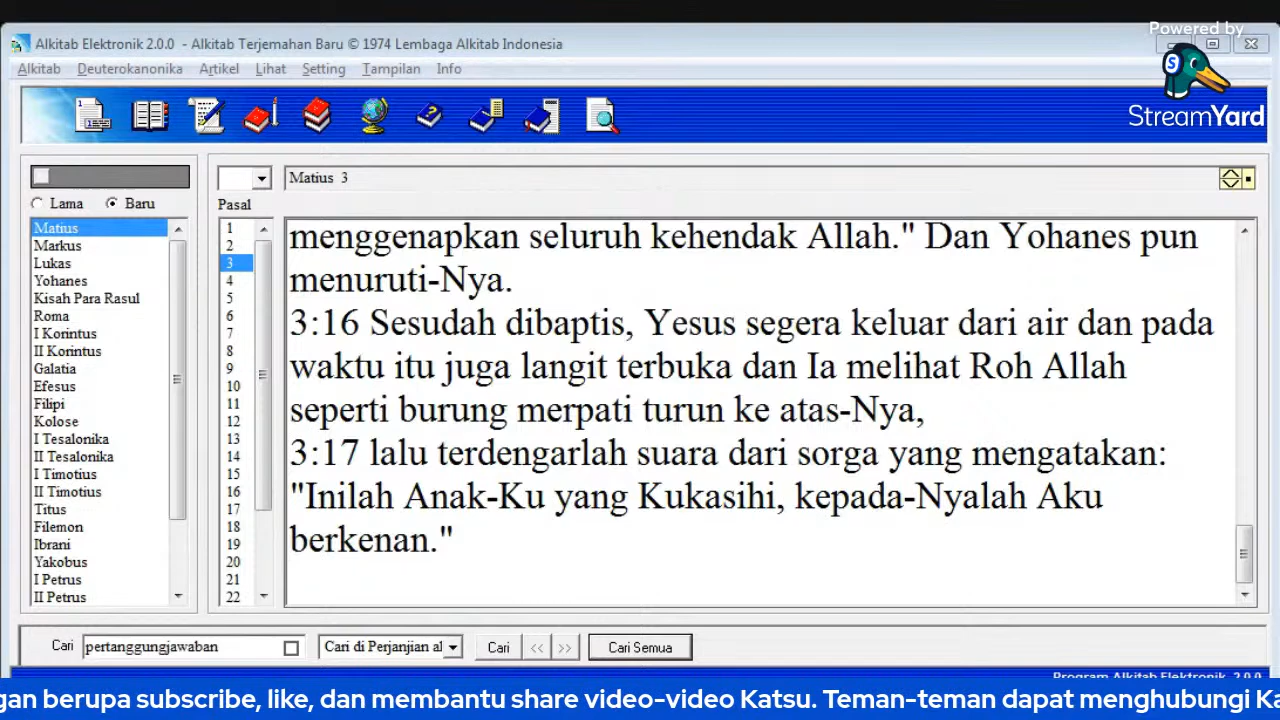 Powered by
StreamYard
Alkitab Elektronik 2.0.0 - Alkitab Terjemahan Baru © 1974 Lembaga Alkitab Indonesia
Alkitab Deuterokanonika Artikel Lihat Setting Tampilan Info
Matius 3
Lama Baru
Pasal
Matius
Markus
Lukas
Yohanes
Kisah Para Rasul
Roma
I Korintus
II Korintus
Galatia
Efesus
Filipi
Kolose
I Tesalonika
II Tesalonika
I Timotius
II Timotius
Titus
Filemon
Ibrani
Yakobus
I Petrus
II Petrus
1
2
3
4
5
6
7
8
9
10
11
12
13
14
15
16
17
18
19
20
21
22
menggenapkan seluruh kehendak Allah." Dan Yohanes pun
menuruti-Nya.
3:16 Sesudah dibaptis, Yesus segera keluar dari air dan pada
waktu itu juga langit terbuka dan Ia melihat Roh Allah
seperti burung merpati turun ke atas-Nya,
3:17 lalu terdengarlah suara dari sorga yang mengatakan:
"Inilah Anak-Ku yang Kukasihi, kepada-Nyalah Aku
berkenan."
Cari pertanggungjawaban Cari di Perjanjian al Cari << >> Cari Semua
Program Alkitab Elektronik 2.0.0
gan berupa subscribe, like, dan membantu share video-video Katsu. Teman-teman dapat menghubungi Ka